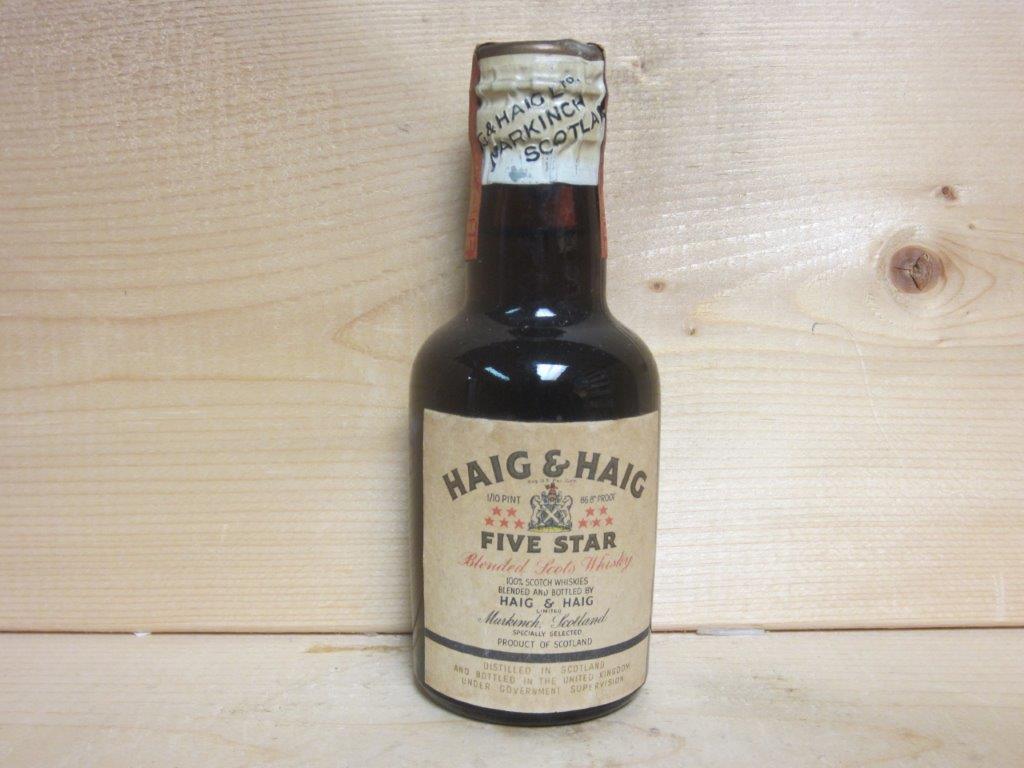 G & HAIG LTD.
MARKINCH
SCOTLA
HAIG & HAIG
1/10 PINT 86.8° PROOF
FIVE STAR
Blended Scots Whisky
100% SCOTCH WHISKIES
BLENDED AND BOTTLED BY
HAIG & HAIG
LIMITED
Markinch, Scotland
SPECIALLY SELECTED
PRODUCT OF SCOTLAND
DISTILLED IN SCOTLAND
AND BOTTLED IN THE UNITED KINGDOM
UNDER GOVERNMENT SUPERVISION